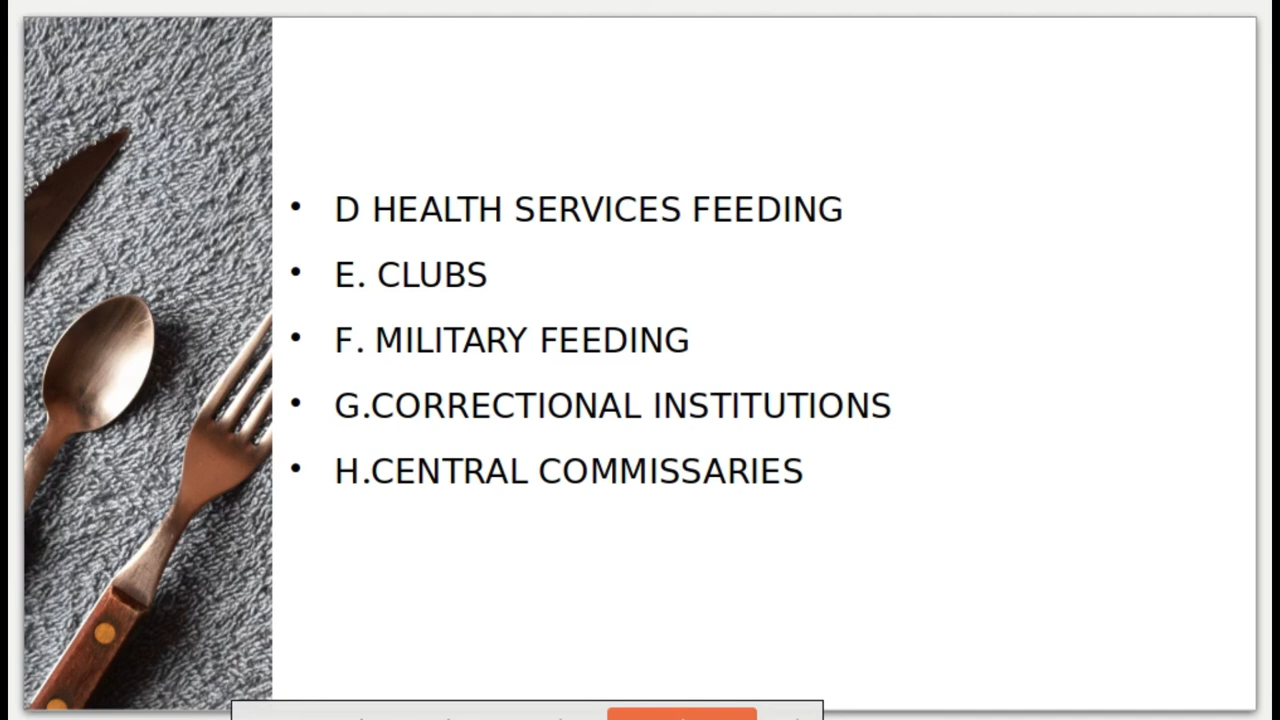 • D HEALTH SERVICES FEEDING
• E. CLUBS
• F. MILITARY FEEDING
• G.CORRECTIONAL INSTITUTIONS
• H.CENTRAL COMMISSARIES